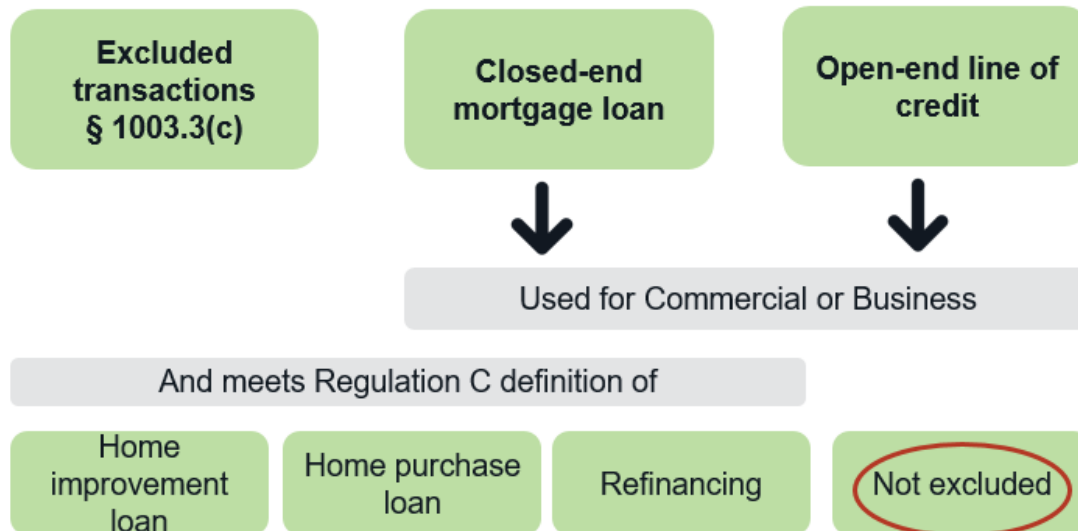 Excluded
transactions
§ 1003.3(c)
Closed-end
mortgage loan
Open-end line of
credit
Used for Commercial or Business
And meets Regulation C definition of
Home
improvement
loan
Home purchase
loan
Refinancing
Not excluded